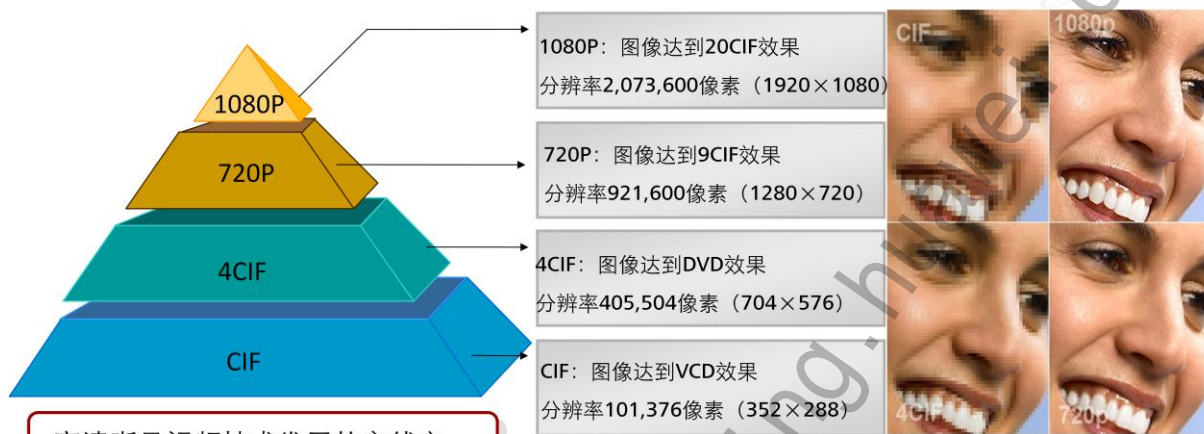 1080P
720P
4CIF
CIF
1080P：图像达到20CIF效果
分辨率2,073,600像素（1920×1080）
720P：图像达到9CIF效果
分辨率921,600像素（1280×720）
4CIF：图像达到DVD效果
分辨率405,504像素（704×576）
CIF：图像达到VCD效果
分辨率101,376像素（352×288）
CIF
1080p
4CIF
720p